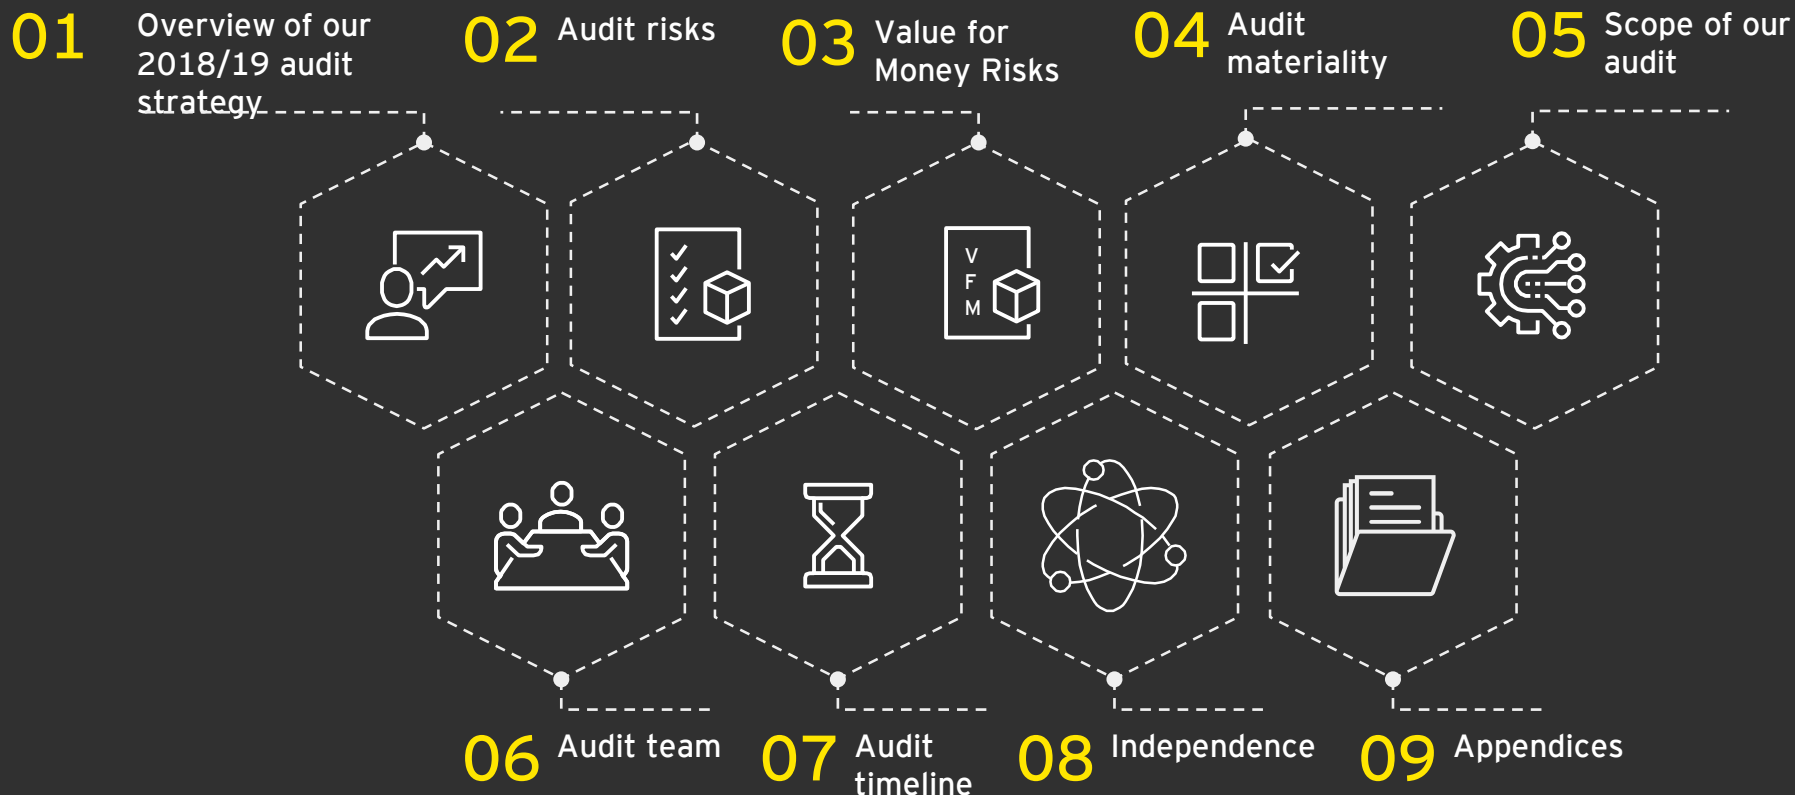 01 Overview of our
2018/19 audit
strategy
02 Audit risks
03 Value for
Money Risks
04 Audit
materiality
05 Scope of our
audit
V
F
M
06 Audit team
07 Audit
timeline
08 Independence
09 Appendices